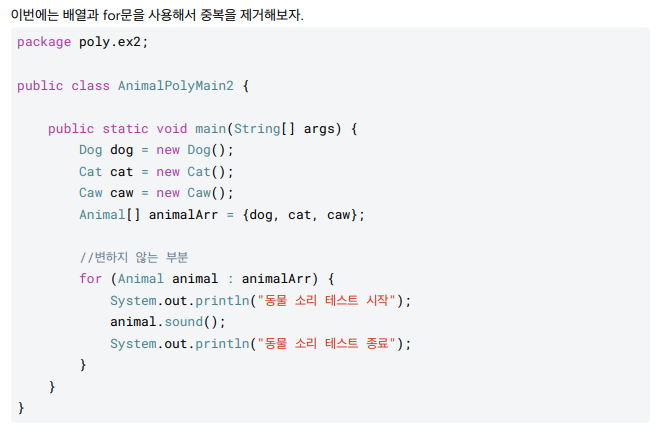 이번에는 배열과 for문을 사용해서 중복을 제거해보자.
package poly.ex2;
public class AnimalPolyMain2 {
public static void main(String[] args) {
Dog dog = new Dog();
Cat cat = new Cat();
Caw caw = new Caw();
Animal[] animalArr = {dog, cat, caw};
//변하지 않는 부분
for (Animal animal : animalArr) {
System.out.println("동물 소리 테스트 시작");
animal.sound();
System.out.println("동물 소리 테스트 종료");
}
}
}